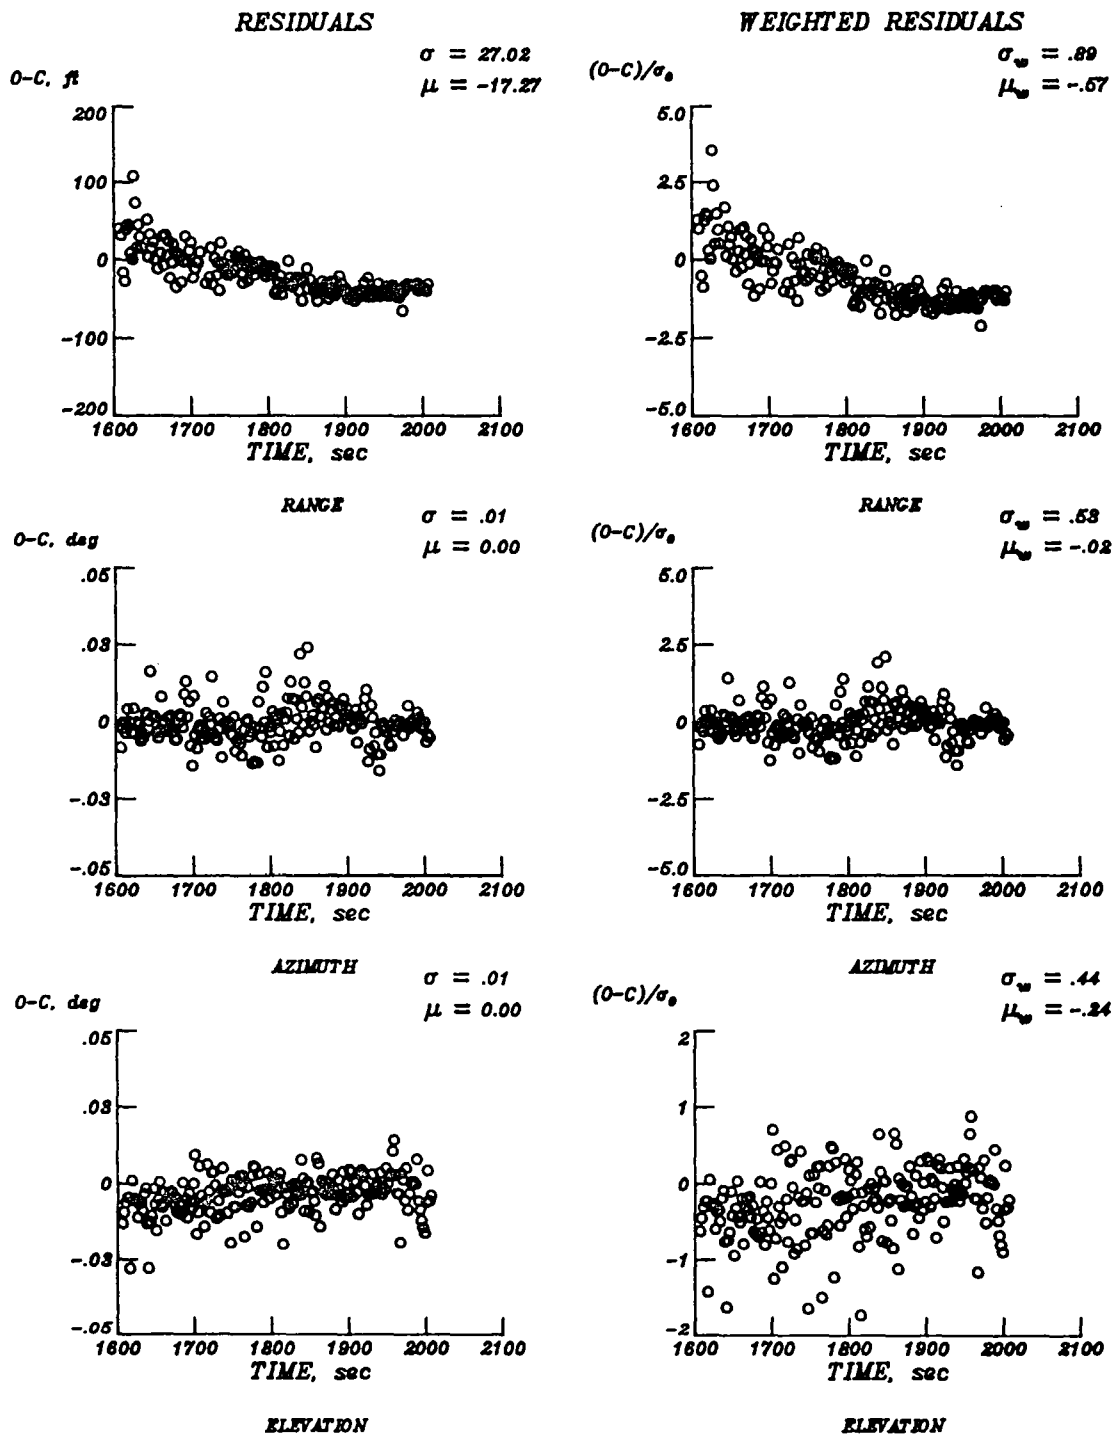 RESIDUALS
WEIGHTED RESIDUALS
O-C, ft
σ = 27.02
μ = -17.27
200
100
0
-100
-200
1600 1700 1800 1900 2000 2100
TIME, sec
RANGE
(O-C)/σₒ
σw = .89
μw = -.57
5.0
2.5
0
-2.5
-5.0
1600 1700 1800 1900 2000 2100
TIME, sec
RANGE
O-C, deg
σ = .01
μ = 0.00
.05
.03
0
-.03
-.05
1600 1700 1800 1900 2000 2100
TIME, sec
AZIMUTH
(O-C)/σₒ
σw = .53
μw = -.02
5.0
2.5
0
-2.5
-5.0
1600 1700 1800 1900 2000 2100
TIME, sec
AZIMUTH
O-C, deg
σ = .01
μ = 0.00
.05
.03
0
-.03
-.05
1600 1700 1800 1900 2000 2100
TIME, sec
ELEVATION
(O-C)/σₒ
σw = .44
μw = -.24
2
1
0
-1
-2
1600 1700 1800 1900 2000 2100
TIME, sec
ELEVATION